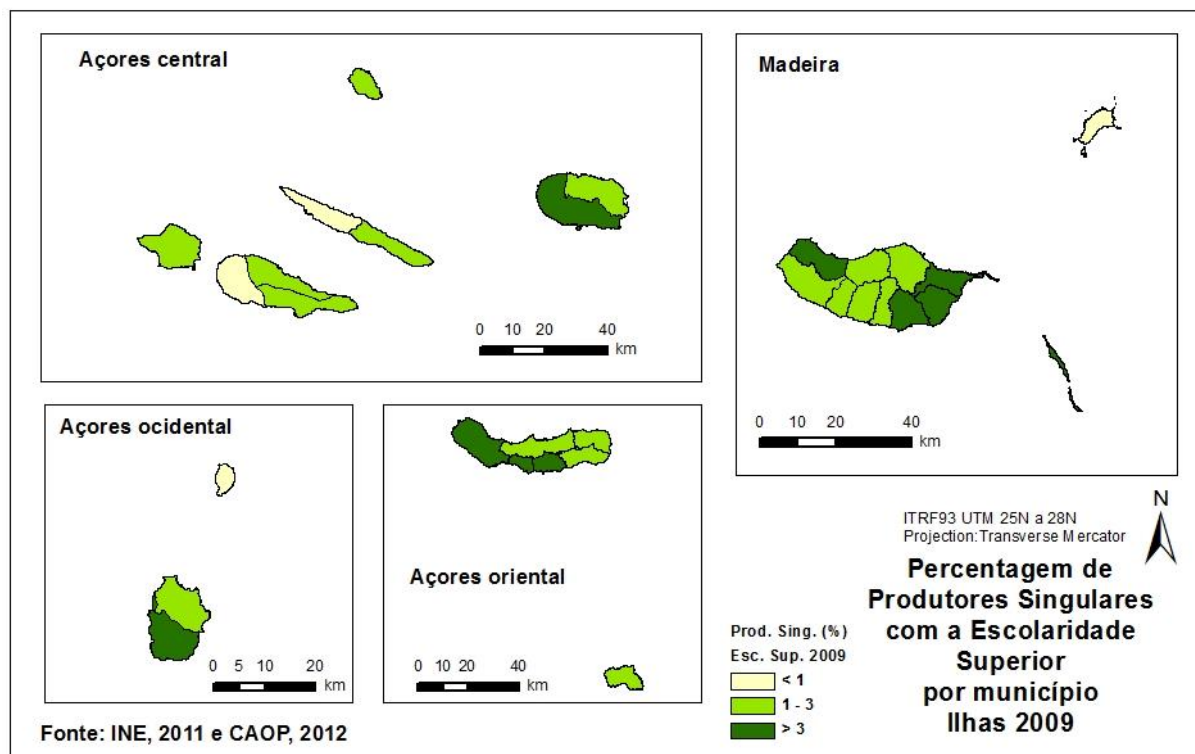 Açores central
0 10 20 40
km
Madeira
0 10 20 40
km
Açores ocidental
0 5 10 20
km
Açores oriental
0 10 20 40
km
N
ITRF93 UTM 25N a 28N
Projection:Transverse Mercator
Percentagem de
Produtores Singulares
com a Escolaridade
Superior
por município
Ilhas 2009
Prod. Sing. (%)
Esc. Sup. 2009
< 1
1 - 3
> 3
Fonte: INE, 2011 e CAOP, 2012